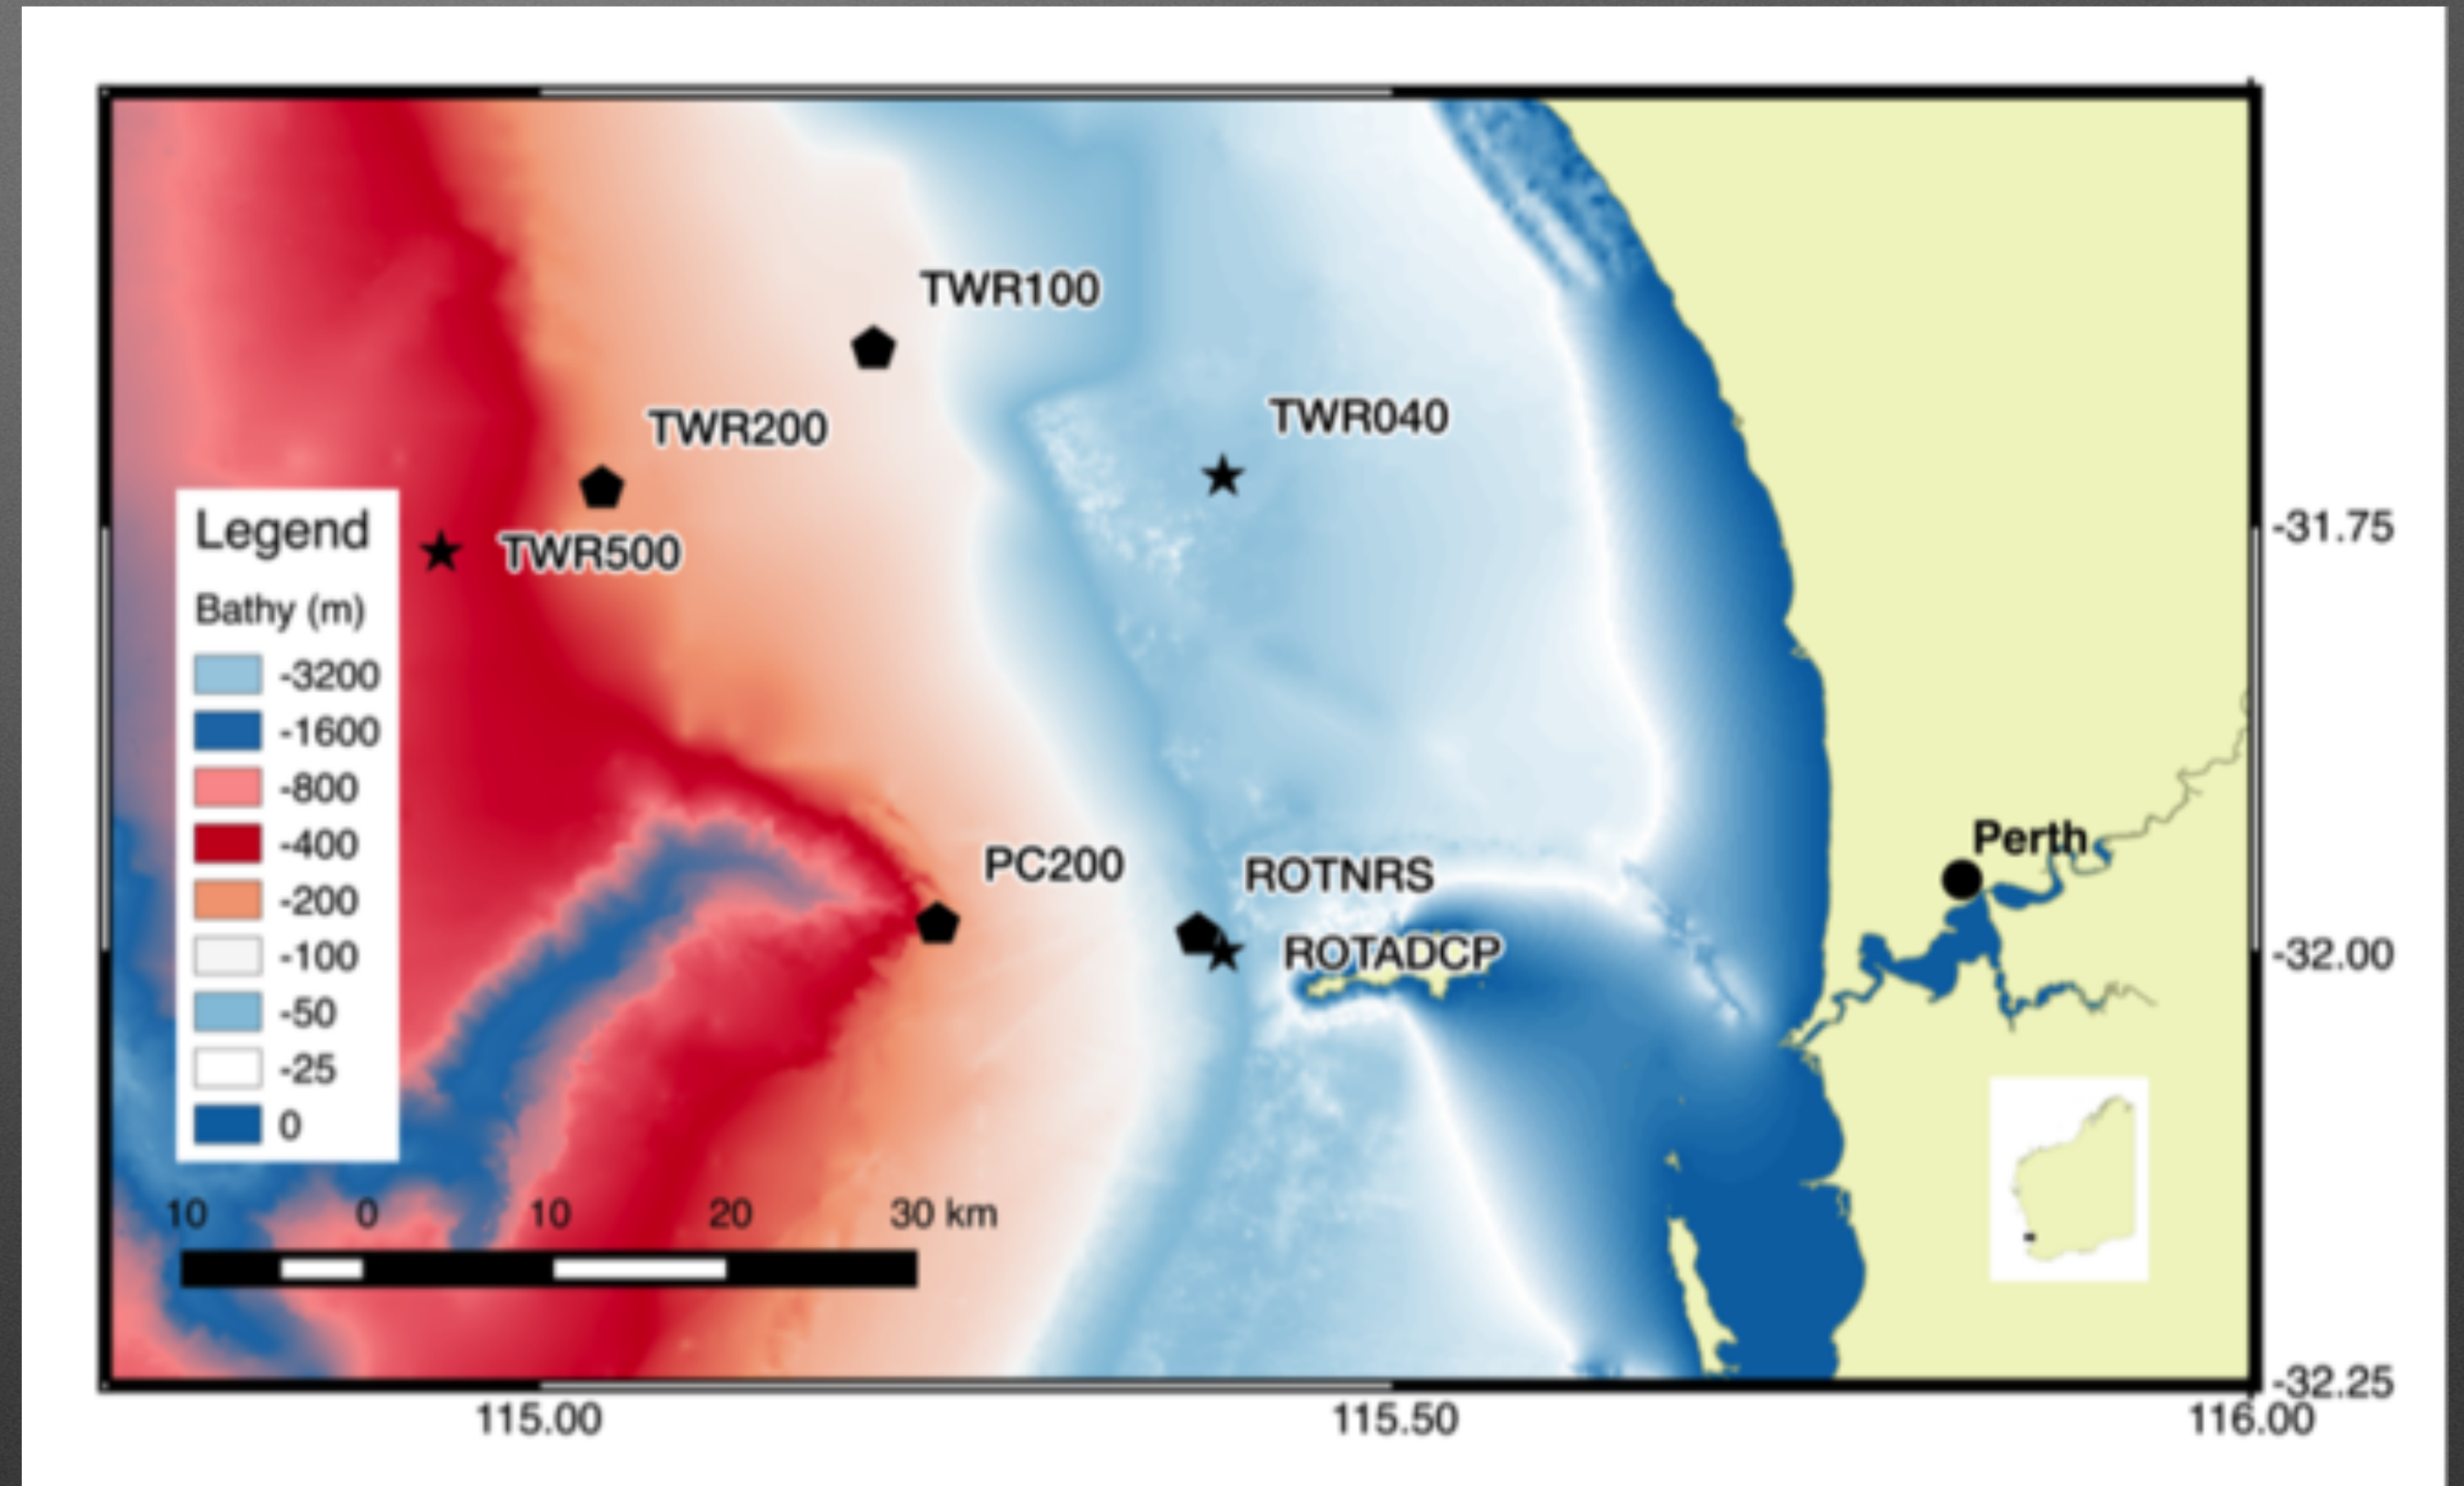 TWR100
TWR200
TWR040
TWR500
Legend
Bathy (m)
-3200
-1600
-800
-400
-200
-100
-50
-25
0
-31.75
Perth
PC200
ROTNRS
ROTADCP
-32.00
10 0 10 20 30 km
-32.25
115.00 115.50 116.00